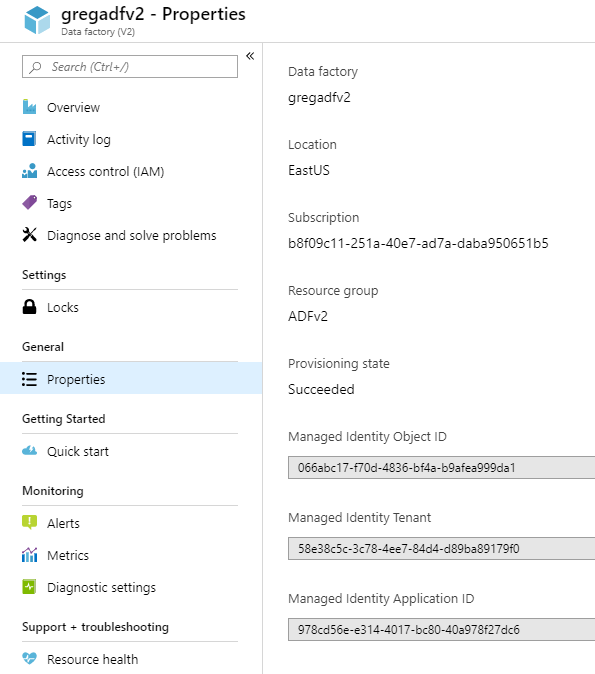 gregadfv2 - Properties
Data factory (V2)
Search (Ctrl+/)
«
Overview
Activity log
Access control (IAM)
Tags
Diagnose and solve problems
Settings
Locks
General
Properties
Getting Started
Quick start
Monitoring
Alerts
Metrics
Diagnostic settings
Support + troubleshooting
Resource health
Data factory
gregadfv2
Location
EastUS
Subscription
b8f09c11-251a-40e7-ad7a-daba950651b5
Resource group
ADFv2
Provisioning state
Succeeded
Managed Identity Object ID
066abc17-f70d-4836-bf4a-b9afea999da1
Managed Identity Tenant
58e38c5c-3c78-4ee7-84d4-d89ba89179f0
Managed Identity Application ID
978cd56e-e314-4017-bc80-40a978f27dc6